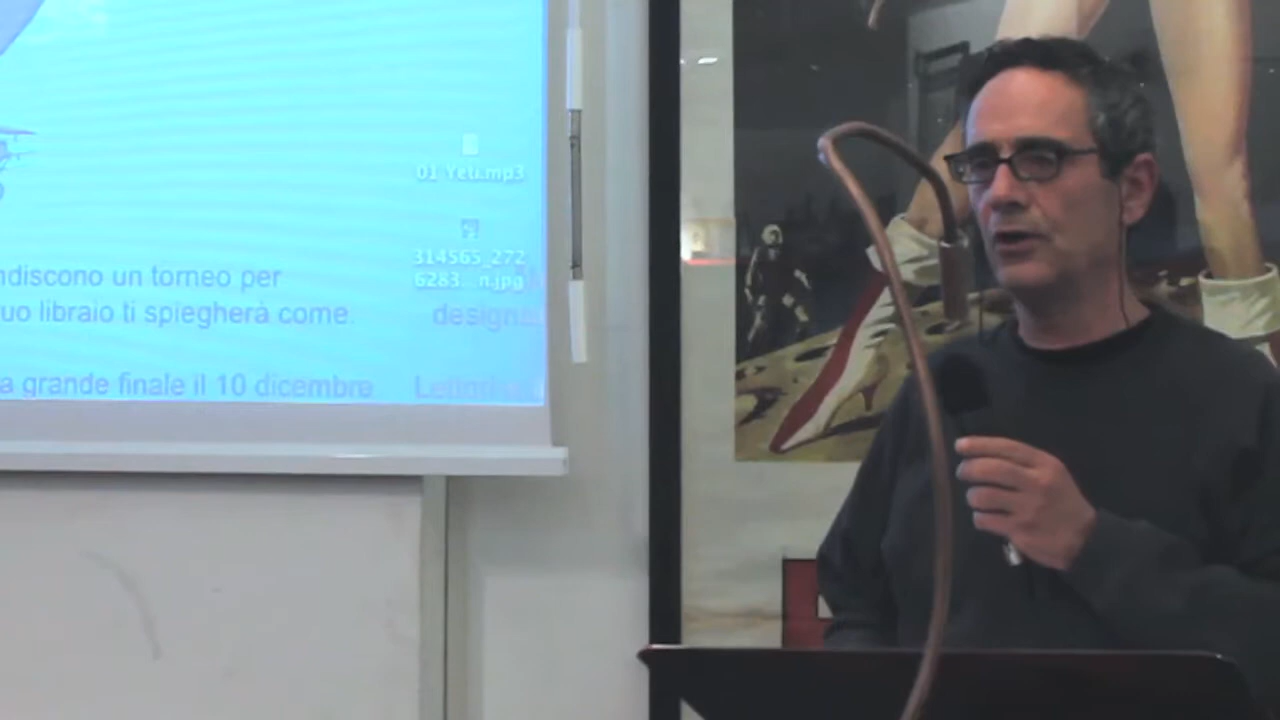 01 Yeti.mp3
314565_272
6283...n.jpg
ndiscono un torneo per
uo libraio ti spiegherà come.
designa
a grande finale il 10 dicembre